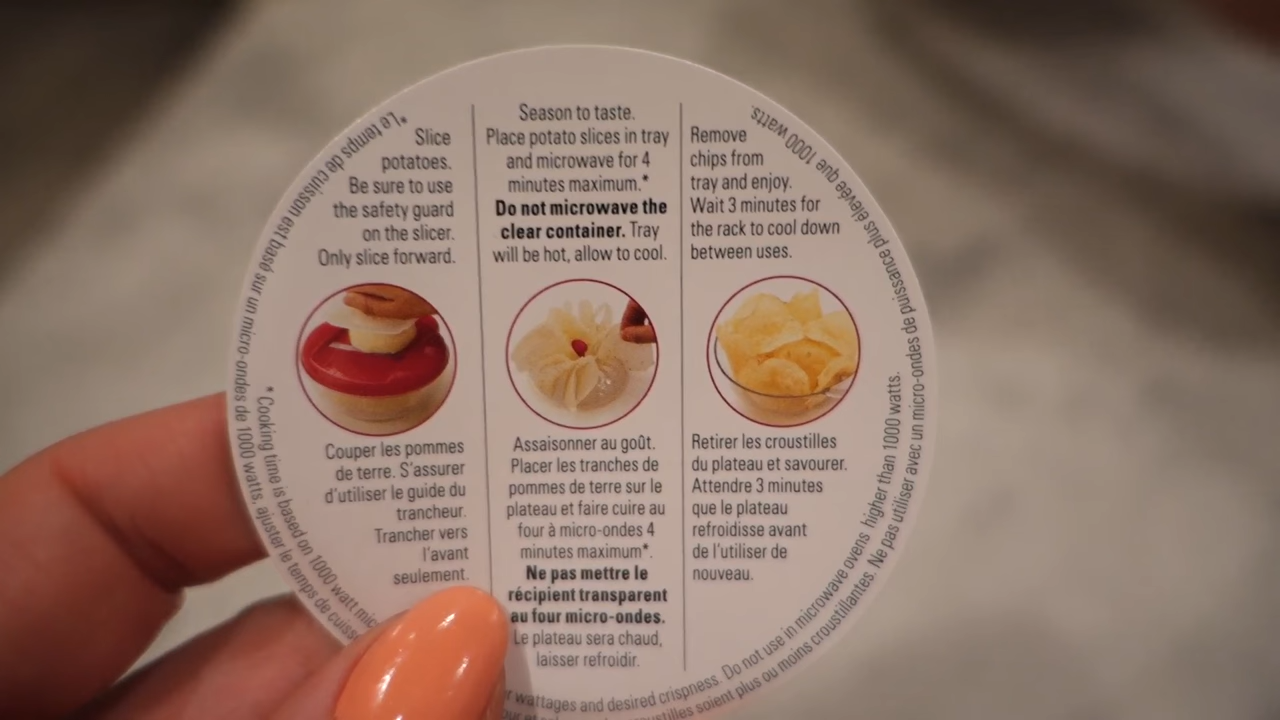 Slice
potatoes.
Be sure to use
the safety guard
on the slicer.
Only slice forward.
Season to taste.
Place potato slices in tray
and microwave for 4
minutes maximum.*
Do not microwave the
clear container. Tray
will be hot, allow to cool.
Remove
chips from
tray and enjoy.
Wait 3 minutes for
the rack to cool down
between uses.
Couper les pommes
de terre. S'assurer
d'utiliser le guide du
trancheur.
Trancher vers
l'avant
seulement.
Assaisonner au goût.
Placer les tranches de
pommes de terre sur le
plateau et faire cuire au
four à micro-ondes 4
minutes maximum*.
Ne pas mettre le
récipient transparent
au four micro-ondes.
Le plateau sera chaud,
laisser refroidir.
Retirer les croustilles
du plateau et savourer.
Attendre 3 minutes
que le plateau
refroidisse avant
de l'utiliser de
nouveau.
* Cooking time is based on 1000 watt
wattages and desired crispness. Do not use in microwave ovens higher than 1000 watts.
*Le temps de cuisson est basé sur un micro-ondes de 1000 watts, ajuster le temps de
croustilles soient plus ou moins croustillantes. Ne pas utiliser avec un micro-ondes de puissance plus élevée que 1000 watts.